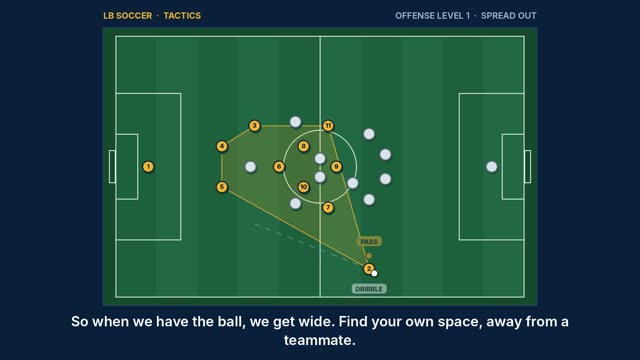 LB SOCCER · TACTICS
OFFENSE LEVEL 1 · SPREAD OUT
3
11
4
8
1
6
9
5
10
7
PASS
2
DRIBBLE
So when we have the ball, we get wide. Find your own space, away from a
teammate.